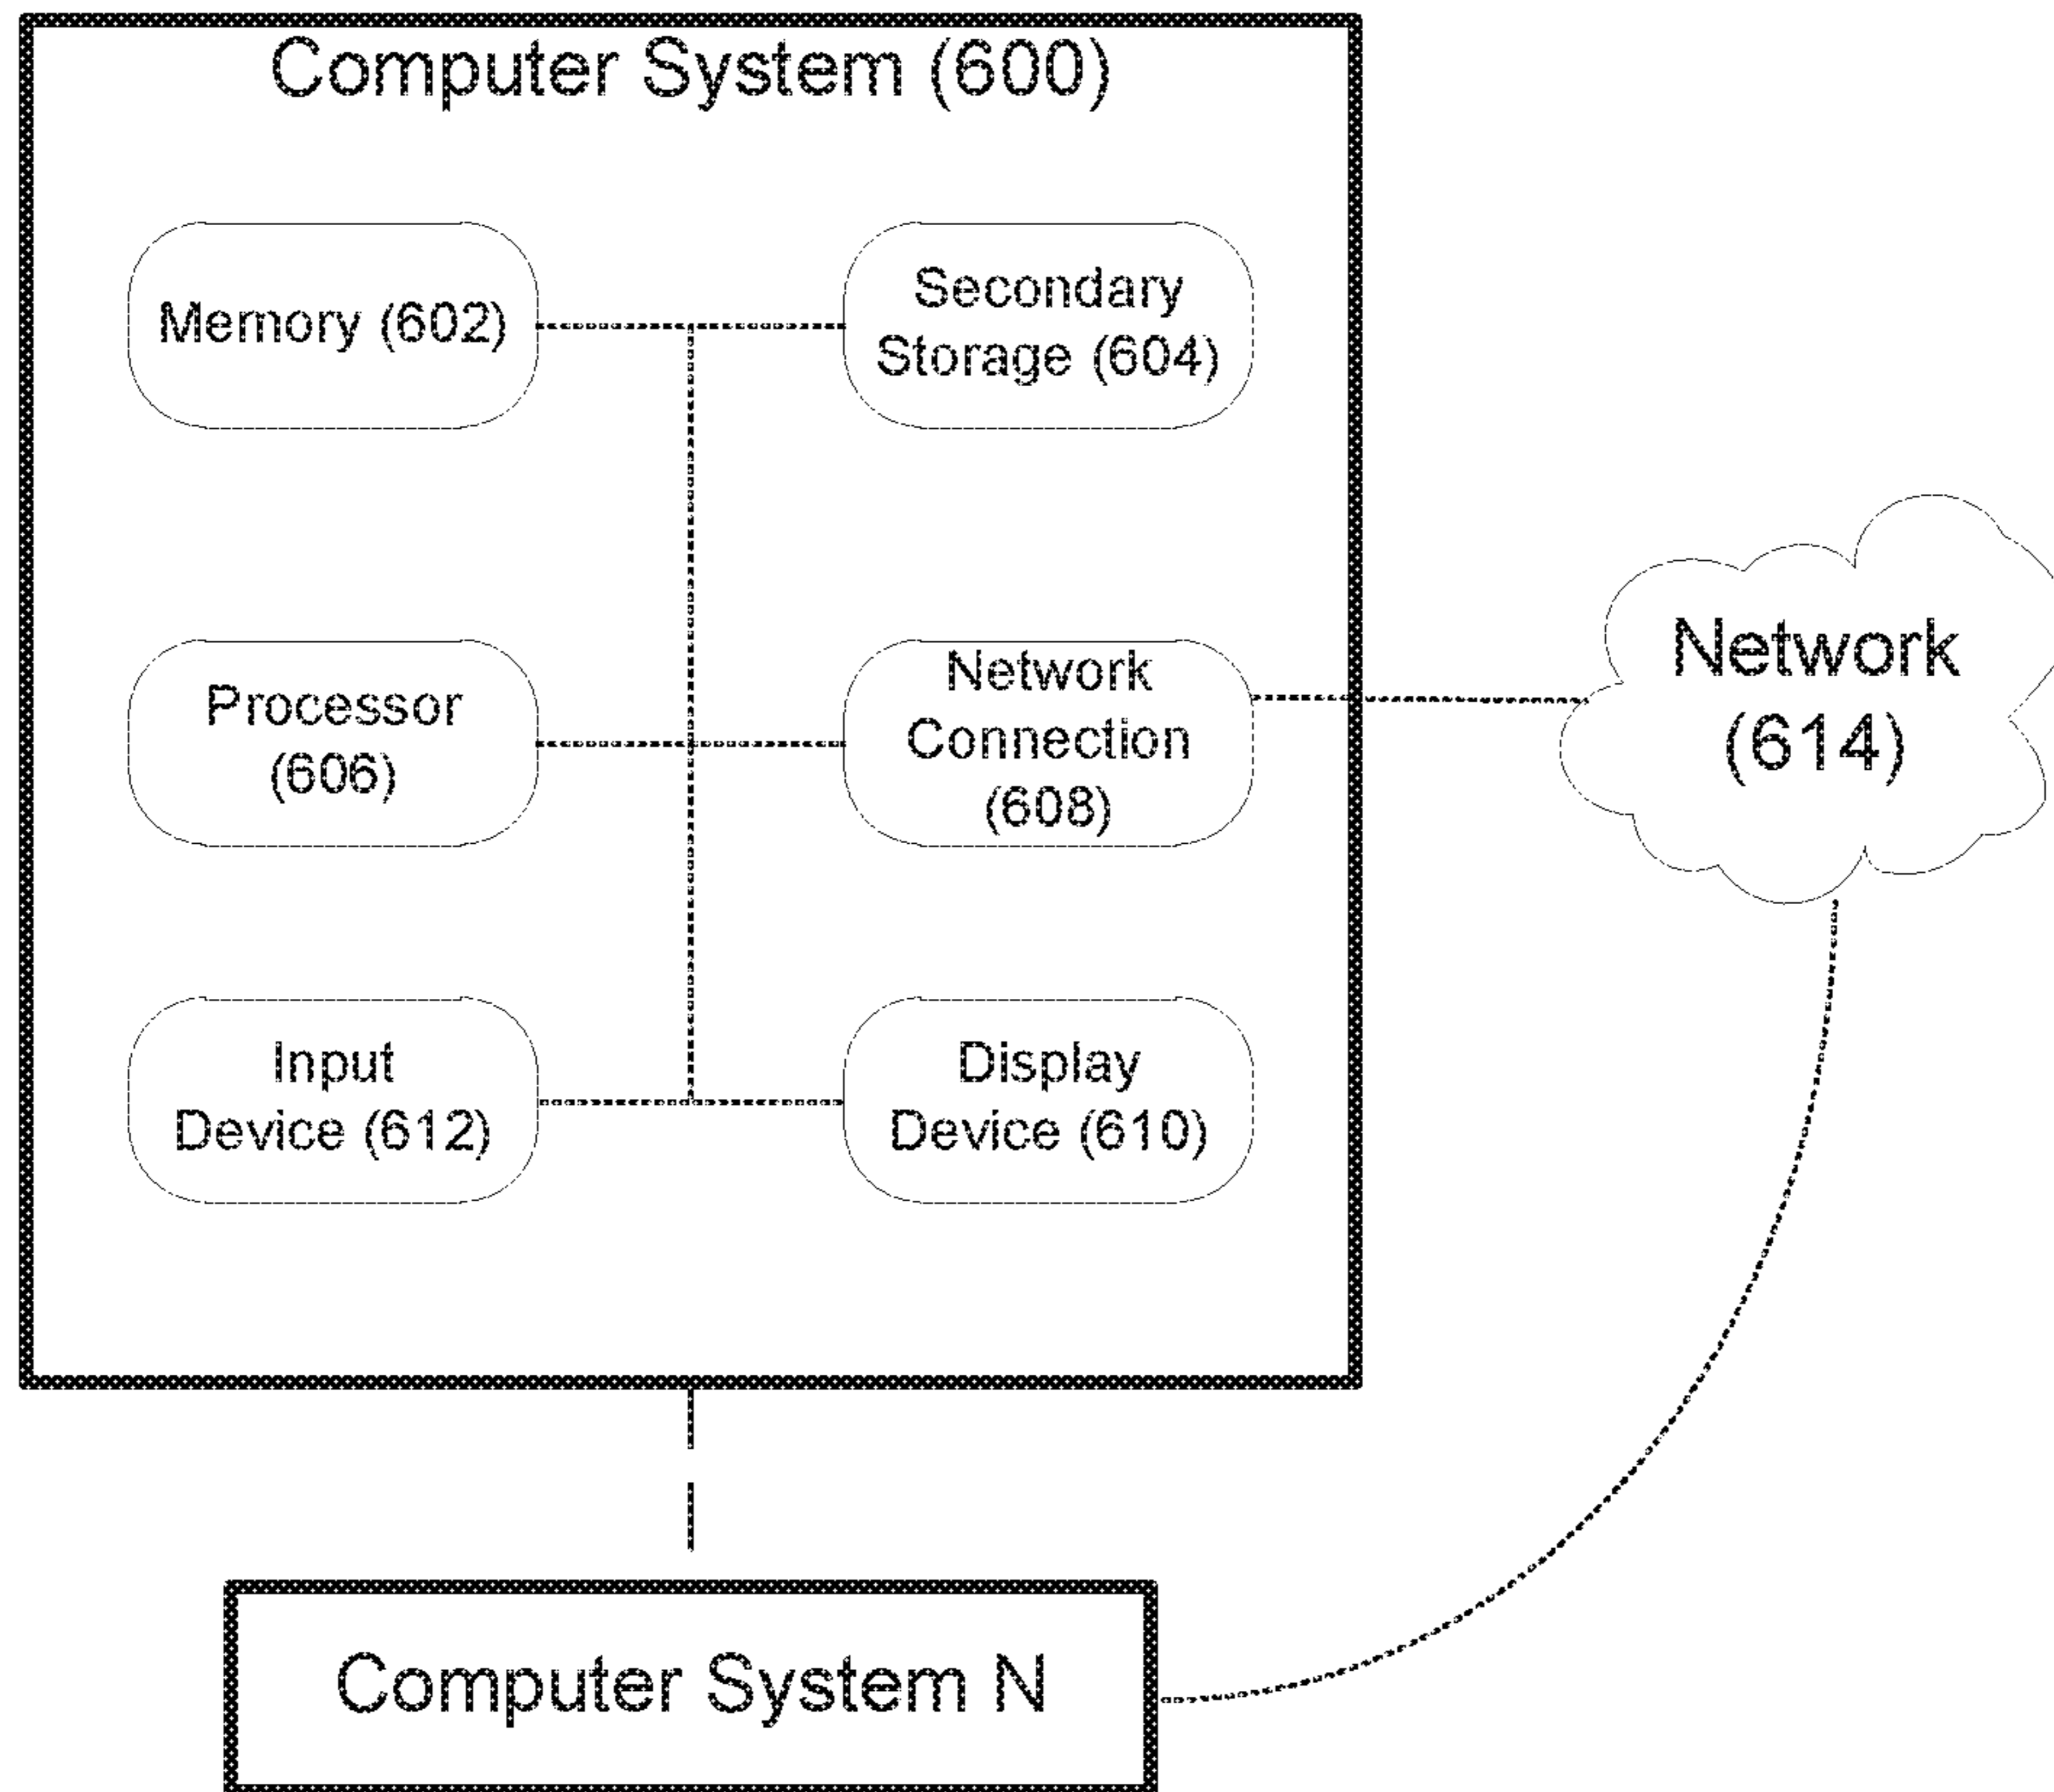 Computer System (600)
Memory (602)
Secondary
Storage (604)
Processor
(606)
Network
Connection
(608)
Network
(614)
Input
Device (612)
Display
Device (610)
Computer System N